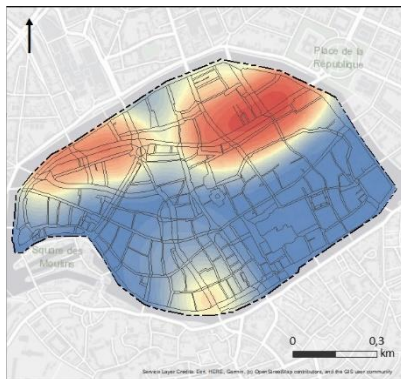 Place de la
République
Square des
Moulins
0 0,3
km
Service Layer Credits: Esri, HERE, Garmin, (c) OpenStreetMap contributors, and the GIS user community